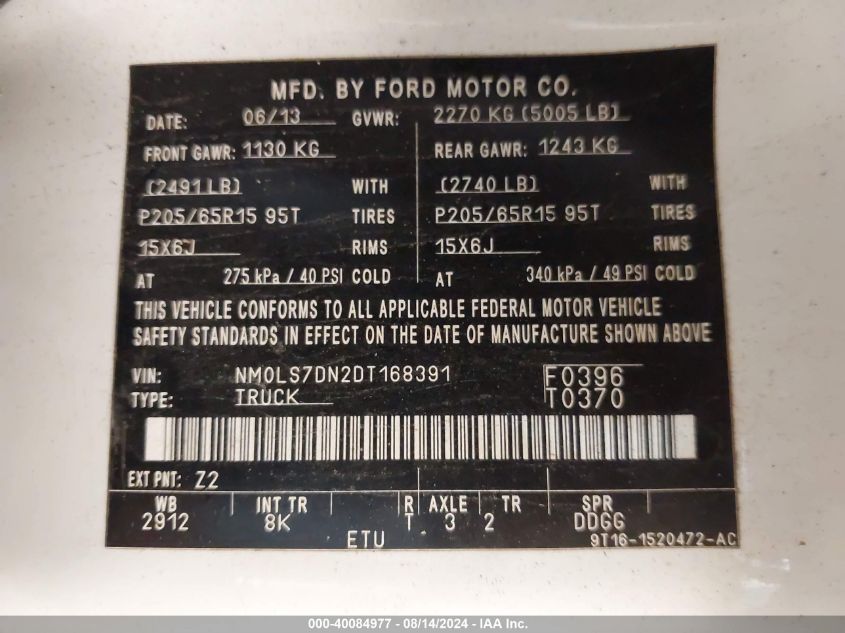 MFD. BY FORD MOTOR CO.
DATE: 06/13 GVWR: 2270 KG (5005 LB)
FRONT GAWR: 1130 KG REAR GAWR: 1243 KG
(2491 LB) WITH (2740 LB) WITH
P205/65R15 95T TIRES P205/65R15 95T TIRES
15X6J RIMS 15X6J RIMS
AT 275 kPa / 40 PSI COLD AT 340 kPa / 49 PSI COLD
THIS VEHICLE CONFORMS TO ALL APPLICABLE FEDERAL MOTOR VEHICLE
SAFETY STANDARDS IN EFFECT ON THE DATE OF MANUFACTURE SHOWN ABOVE
VIN: NM0LS7DN2DT168391 F0396
TYPE: TRUCK T0370
EXT PNT: Z2
WB INT TR R AXLE TR SPR
2912 8K T 3 2 DDGG
ETU 9T16-1520472-AC
000-40084977 - 08/14/2024 - IAA Inc.